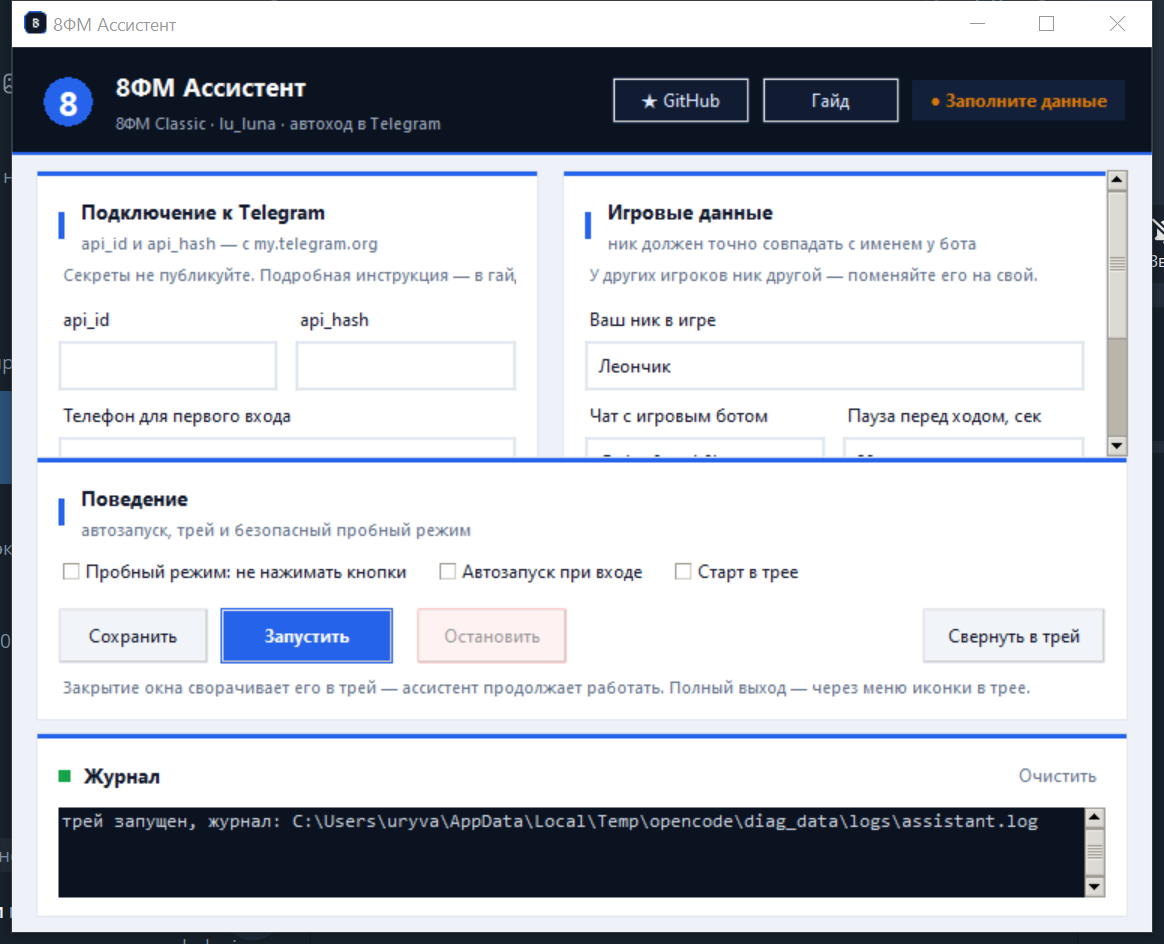 8 8ФМ Ассистент
8 8ФМ Ассистент
8ФМ Classic · lu_luna · автоход в Telegram
★ GitHub
Гайд
● Заполните данные
Подключение к Telegram
api_id и api_hash — с my.telegram.org
Секреты не публикуйте. Подробная инструкция — в гай
api_id api_hash
Телефон для первого входа
Игровые данные
ник должен точно совпадать с именем у бота
У других игроков ник другой — поменяйте его на свой.
Ваш ник в игре
Леончик
Чат с игровым ботом Пауза перед ходом, сек
Поведение
автозапуск, трей и безопасный пробный режим
Пробный режим: не нажимать кнопки Автозапуск при входе Старт в трее
Сохранить Запустить Остановить Свернуть в трей
Закрытие окна сворачивает его в трей — ассистент продолжает работать. Полный выход — через меню иконки в трее.
Журнал Очистить
трей запущен, журнал: C:\Users\uryva\AppData\Local\Temp\opencode\diag_data\logs\assistant.log